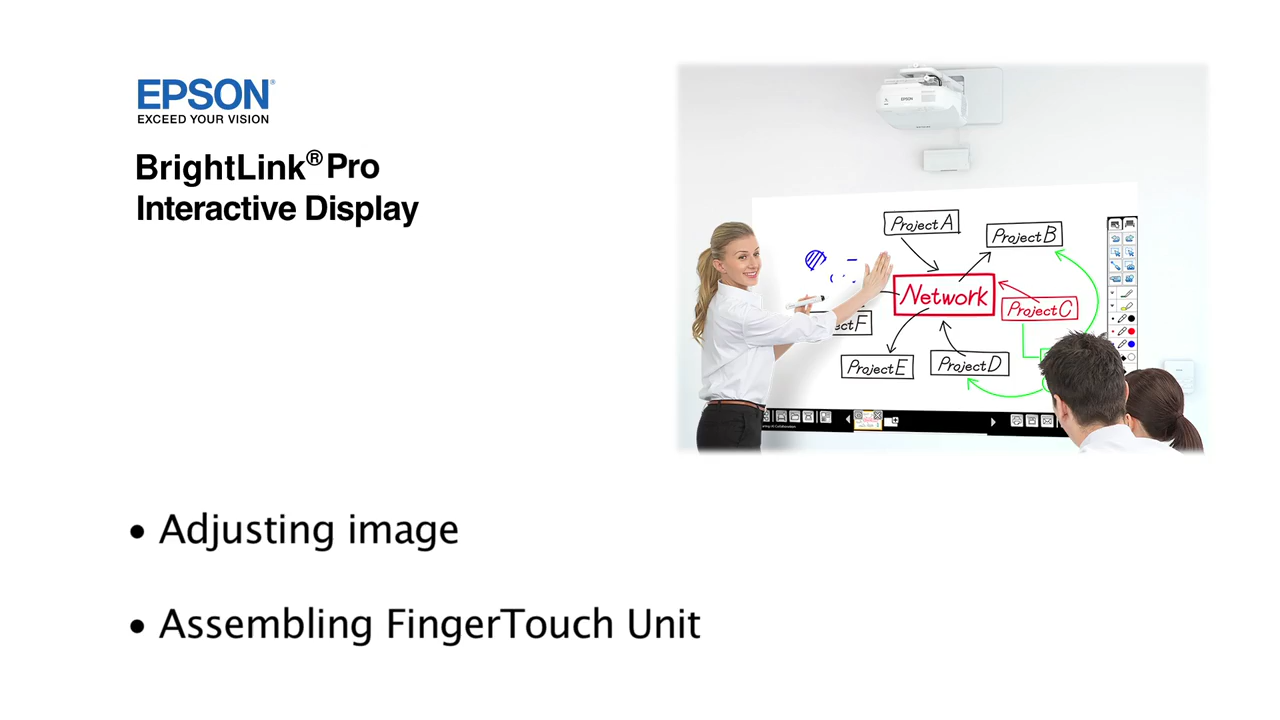 EPSON®
EXCEED YOUR VISION
BrightLink® Pro
Interactive Display
EPSON
Project A
Project B
Network
Project C
ect F
Project E
Project D
• Adjusting image
• Assembling FingerTouch Unit